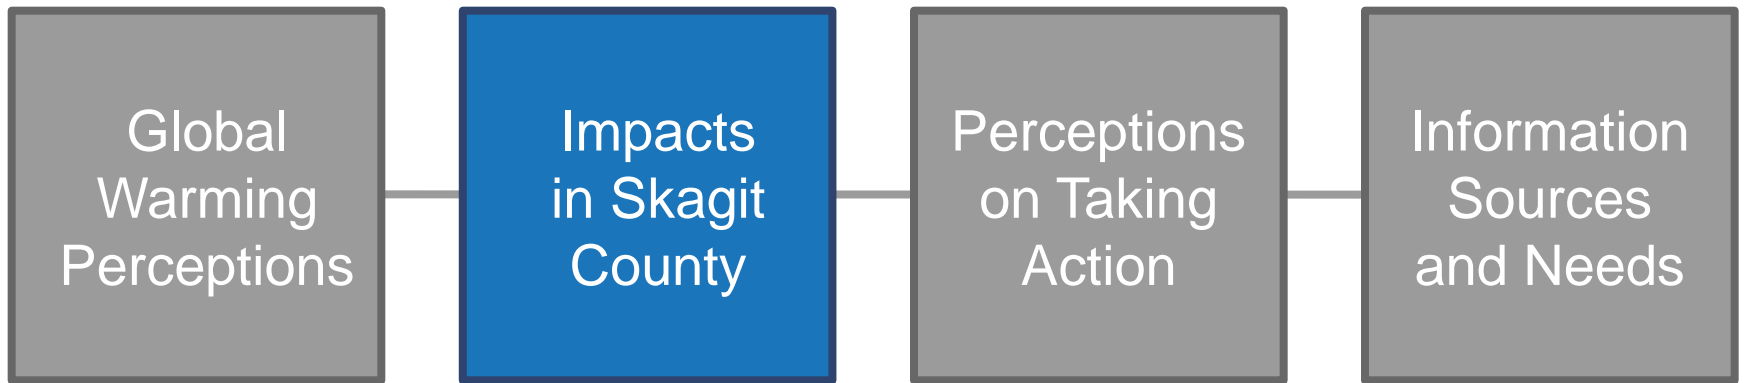 Global
Warming
Perceptions
Impacts
in Skagit
County
Perceptions
on Taking
Action
Information
Sources
and Needs